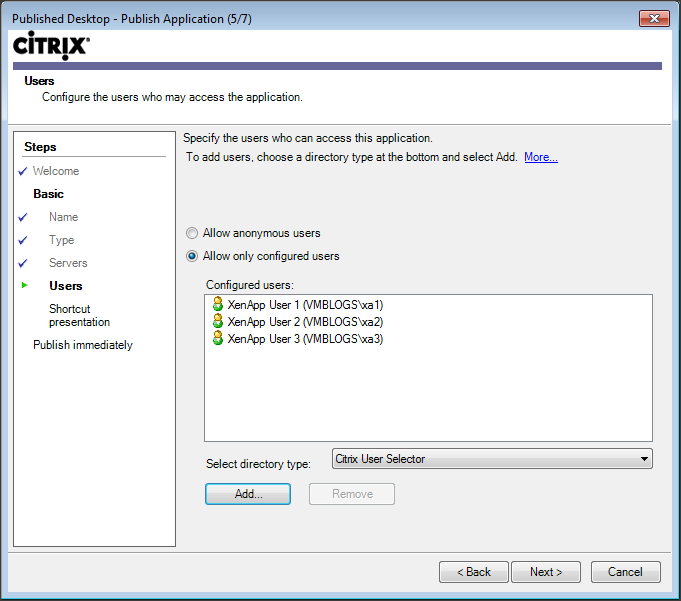 Published Desktop - Publish Application (5/7)
CITRIX®
Users
Configure the users who may access the application.
Steps
Welcome
Basic
Name
Type
Servers
Users
Shortcut
presentation
Publish immediately
Specify the users who can access this application.
To add users, choose a directory type at the bottom and select Add. More...
Allow anonymous users
Allow only configured users
Configured users:
XenApp User 1 (VMBLOGS\xa1)
XenApp User 2 (VMBLOGS\xa2)
XenApp User 3 (VMBLOGS\xa3)
Select directory type: Citrix User Selector
Add... Remove
< Back Next > Cancel